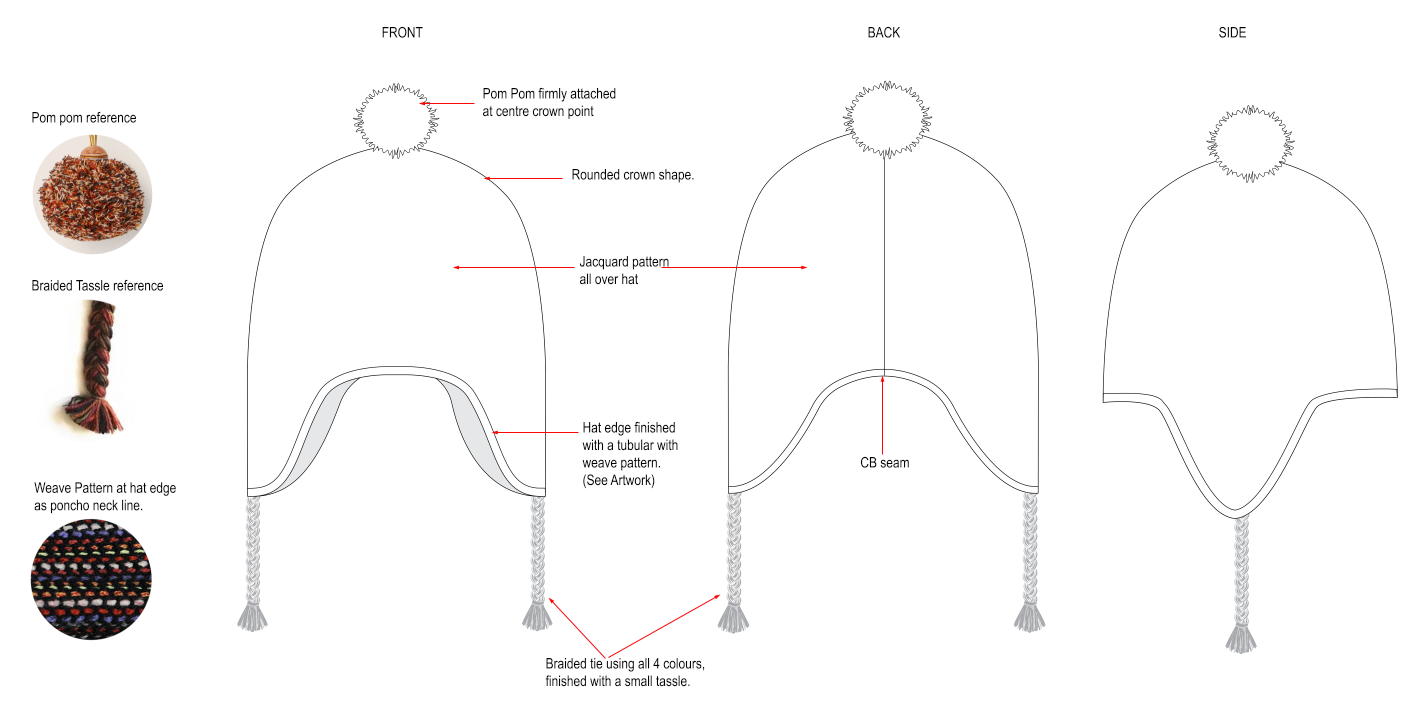 FRONT
BACK
SIDE
Pom Pom firmly attached
at centre crown point
Pom pom reference
Rounded crown shape.
Jacquard pattern
all over hat
Braided Tassle reference
Hat edge finished
with a tubular with
weave pattern.
(See Artwork)
CB seam
Weave Pattern at hat edge
as poncho neck line.
Braided tie using all 4 colours,
finished with a small tassle.